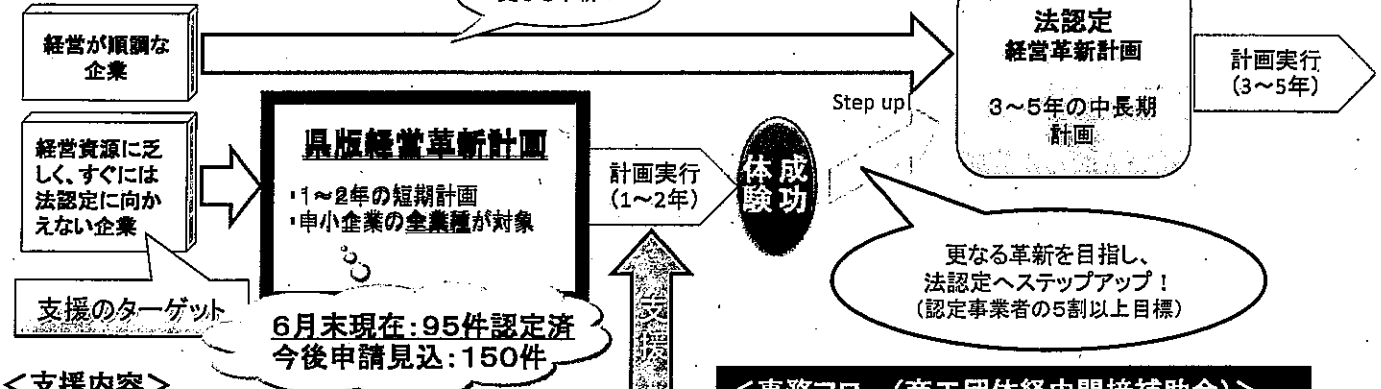 経営が順調な
企業
法認定
経営革新計画
3～5年の中長期
計画
計画実行
(3～5年)
経営資源に乏
しく、すぐには
法認定に向か
えない企業
県版経営革新計画
・1～2年の短期計画
・中小企業の全業種が対象
計画実行
(1～2年)
成功
体験
Step up!
更なる革新を目指し、
法認定へステップアップ！
(認定事業者の5割以上目標)
支援のターゲット
6月末現在：95件認定済
今後申請見込：150件
支援
＜支援内容＞